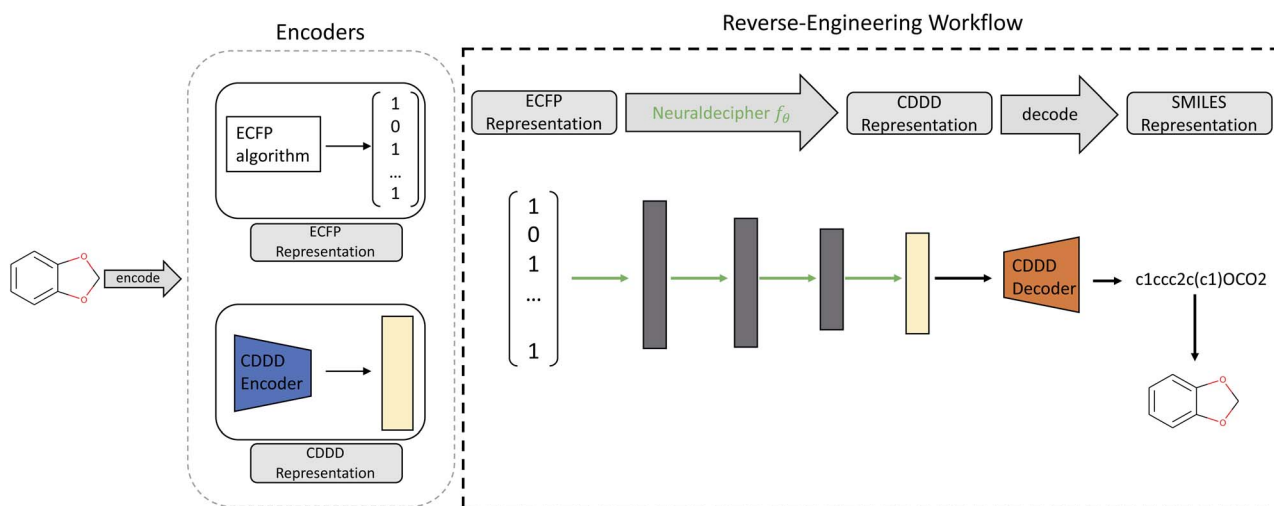 Encoders
Reverse-Engineering Workflow
encode
ECFP
algorithm
1
0
1
...
1
ECFP
Representation
CDDD
Encoder
CDDD
Representation
ECFP
Representation
Neuraldecipher fθ
CDDD
Representation
decode
SMILES
Representation
1
0
1
...
1
CDDD
Decoder
c1ccc2c(c1)OCO2
O
O
O
O